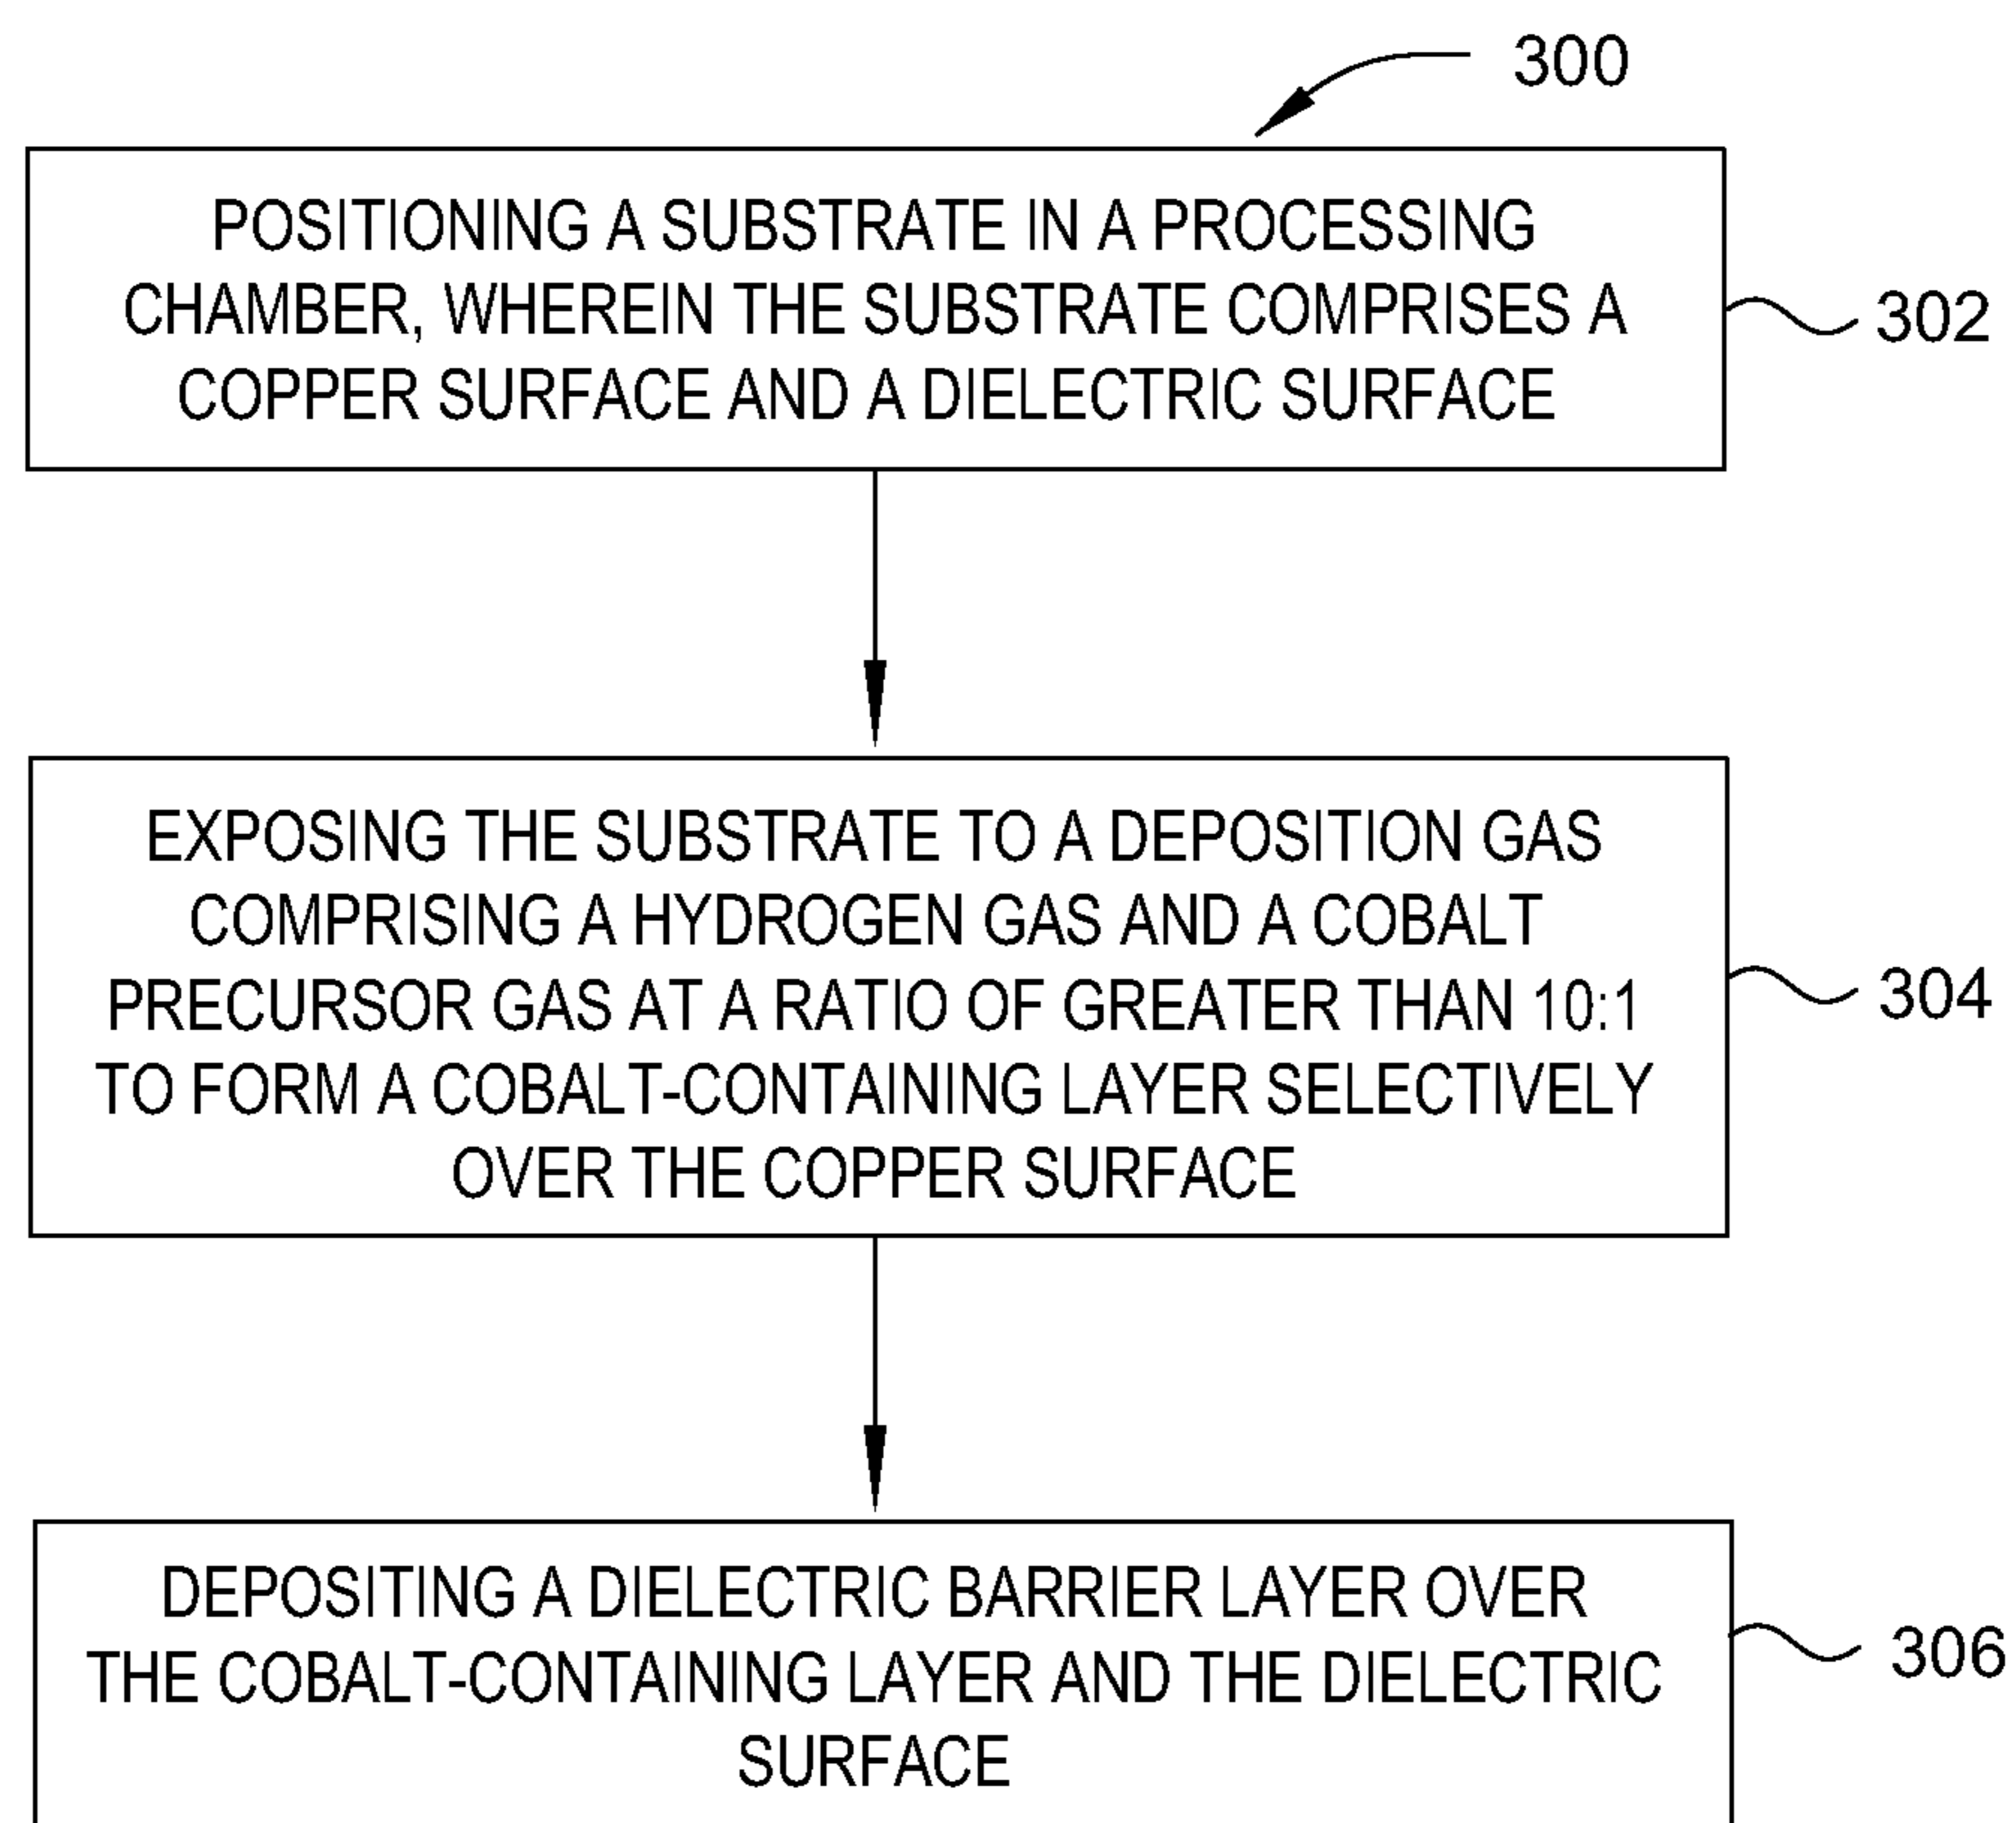 300
POSITIONING A SUBSTRATE IN A PROCESSING
CHAMBER, WHEREIN THE SUBSTRATE COMPRISES A
COPPER SURFACE AND A DIELECTRIC SURFACE
302
EXPOSING THE SUBSTRATE TO A DEPOSITION GAS
COMPRISING A HYDROGEN GAS AND A COBALT
PRECURSOR GAS AT A RATIO OF GREATER THAN 10:1
TO FORM A COBALT-CONTAINING LAYER SELECTIVELY
OVER THE COPPER SURFACE
304
DEPOSITING A DIELECTRIC BARRIER LAYER OVER
THE COBALT-CONTAINING LAYER AND THE DIELECTRIC
SURFACE
306